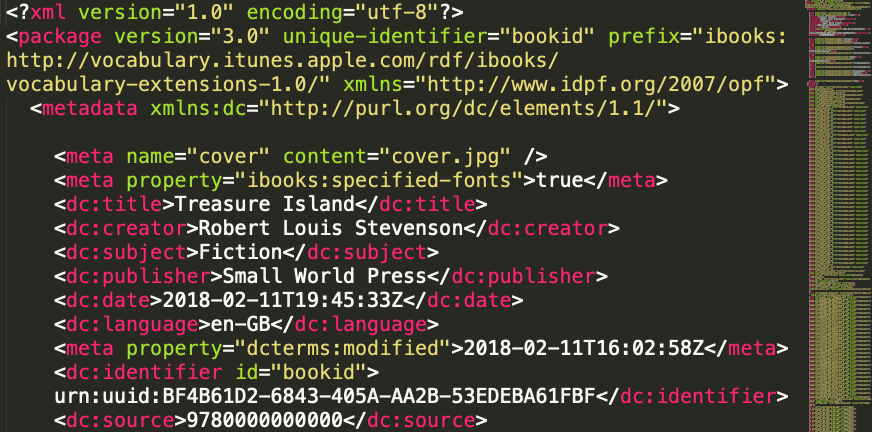 <?xml version="1.0" encoding="utf-8"?>
<package version="3.0" unique-identifier="bookid" prefix="ibooks:
http://vocabulary.itunes.apple.com/rdf/ibooks/
vocabulary-extensions-1.0/" xmlns="http://www.idpf.org/2007/opf">
<metadata xmlns:dc="http://purl.org/dc/elements/1.1/">
<meta name="cover" content="cover.jpg" />
<meta property="ibooks:specified-fonts">true</meta>
<dc:title>Treasure Island</dc:title>
<dc:creator>Robert Louis Stevenson</dc:creator>
<dc:subject>Fiction</dc:subject>
<dc:publisher>Small World Press</dc:publisher>
<dc:date>2018-02-11T19:45:33Z</dc:date>
<dc:language>en-GB</dc:language>
<meta property="dcterms:modified">2018-02-11T16:02:58Z</meta>
<dc:identifier id="bookid">
urn:uuid:BF4B61D2-6843-405A-AA2B-53EDEBA61FBF</dc:identifier>
<dc:source>9780000000000</dc:source>